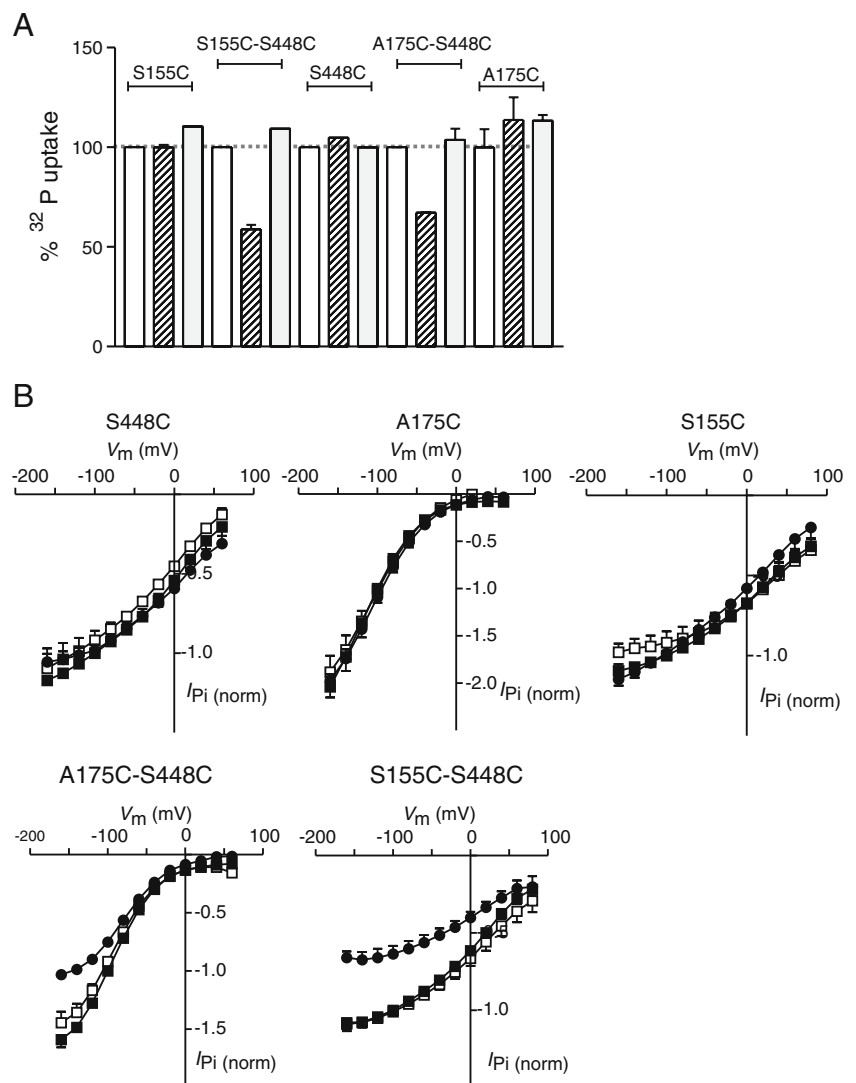 A
150
100
50
0
% ³² P uptake
S155C
S155C-S448C
S448C
A175C-S448C
A175C
B
S448C
Vm (mV)
-200 -100 0 100
-0.5
-1.0
IPi (norm)
A175C
Vm (mV)
-200 -100 0 100
-0.5
-1.0
-1.5
-2.0
IPi (norm)
S155C
Vm (mV)
-200 -100 0 100
-1.0
IPi (norm)
A175C-S448C
Vm (mV)
-200 -100 0 100
-0.5
-1.0
-1.5
IPi (norm)
S155C-S448C
Vm (mV)
-200 -100 0 100
-1.0
IPi (norm)